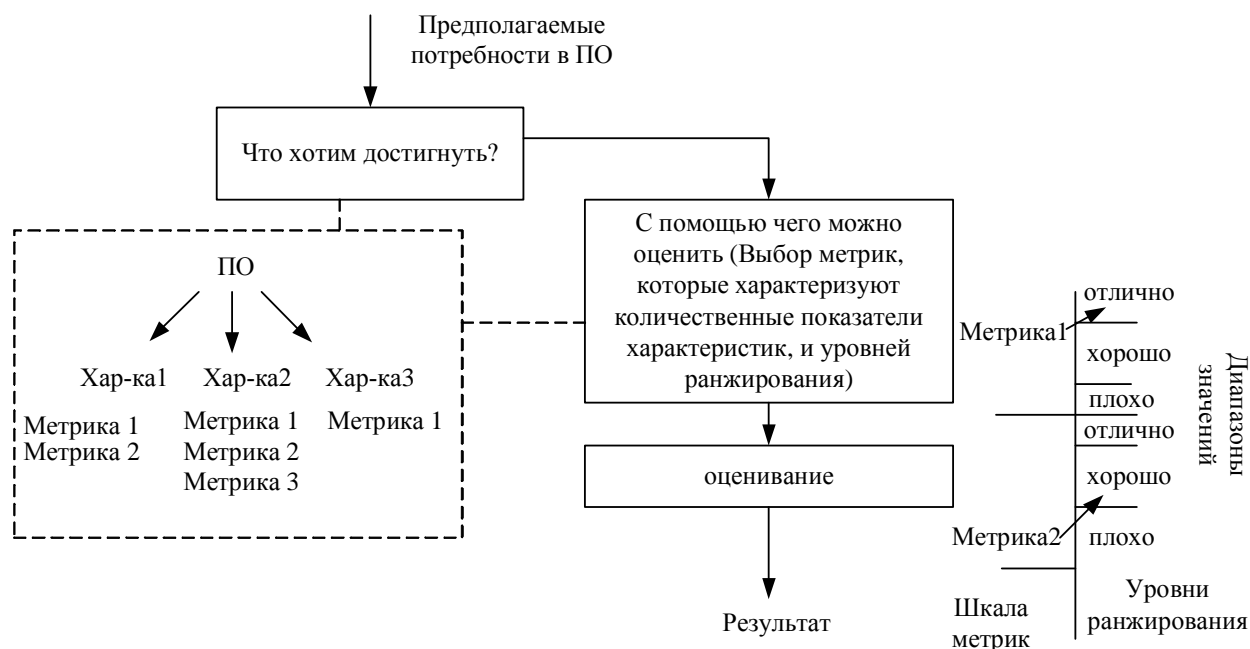 Предполагаемые
потребности в ПО
Что хотим достигнуть?
С помощью чего можно
оценить (Выбор метрик,
которые характеризуют
количественные показатели
характеристик, и уровней
ранжирования)
ПО
Хар-ка1
Хар-ка2
Хар-ка3
Метрика 1
Метрика 2
Метрика 1
Метрика 2
Метрика 3
Метрика 1
оценивание
Результат
Метрика1
отлично
хорошо
плохо
отлично
хорошо
Метрика2
плохо
Диапазоны
значений
Шкала
метрик
Уровни
ранжирования